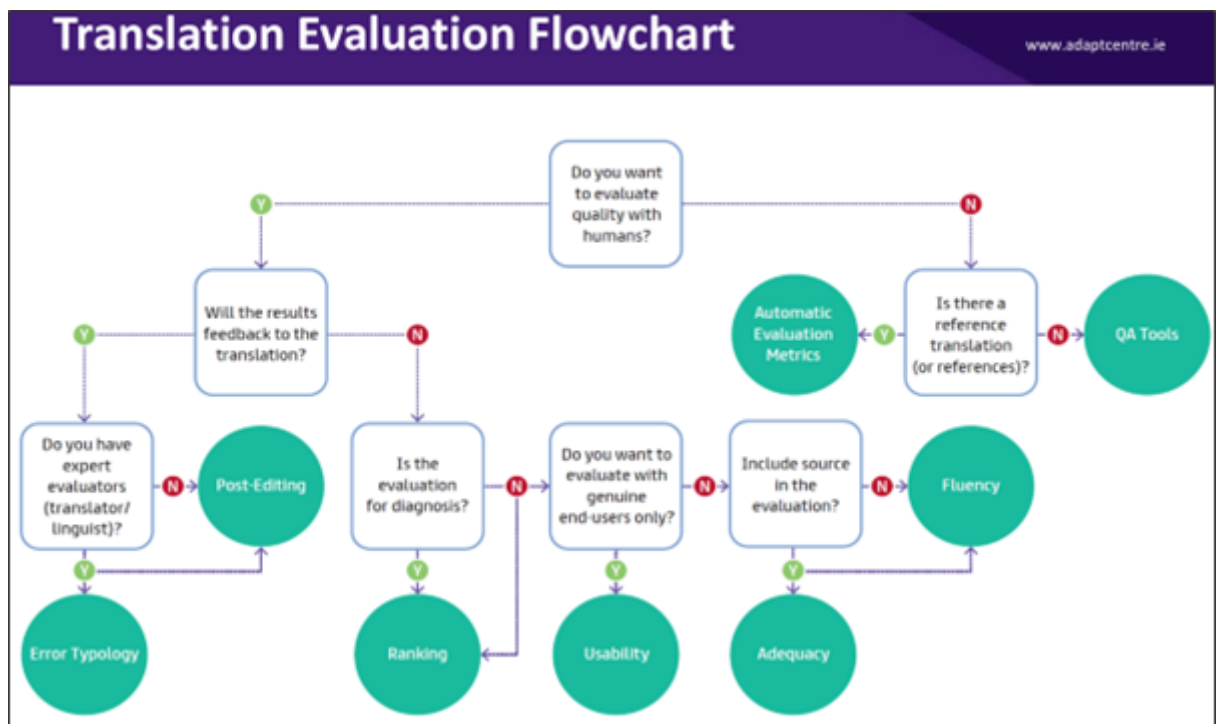 Translation Evaluation Flowchart
www.adaptcentre.ie
Do you want
to evaluate
quality with
humans?
Y
N
Will the results
feedback to the
translation?
Automatic
Evaluation
Metrics
Y
Is there a
reference
translation
(or references)?
N
QA Tools
Y
N
Do you have
expert
evaluators
(translator/
linguist)?
N
Post-Editing
Is the
evaluation
for diagnosis?
N
Do you want to
evaluate with
genuine
end-users only?
N
Include source
in the
evaluation?
N
Fluency
Y
Y
Y
Y
Error Typology
Ranking
Usability
Adequacy